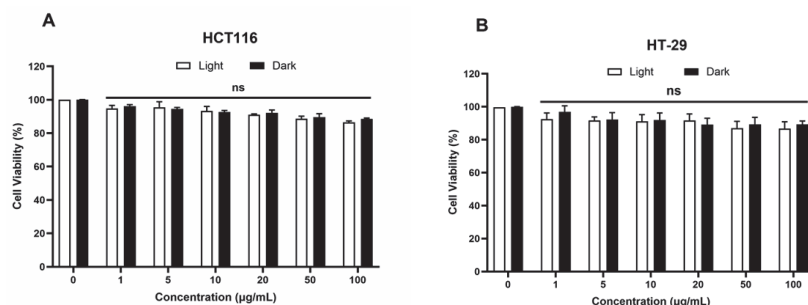 A
HCT116
Light Dark
ns
120
100
80
60
40
20
0
Cell Viability (%)
0 1 5 10 20 50 100
Concentration (µg/mL)
B
HT-29
Light Dark
ns
120
100
80
60
40
20
0
Cell Viability (%)
0 1 5 10 20 50 100
Concentration (µg/mL)